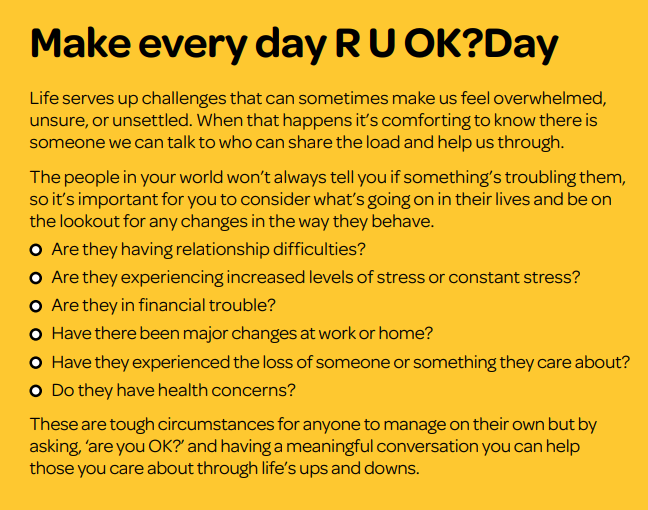 Make every day R U OK?Day
Life serves up challenges that can sometimes make us feel overwhelmed,
unsure, or unsettled. When that happens it's comforting to know there is
someone we can talk to who can share the load and help us through.
The people in your world won't always tell you if something's troubling them,
so it's important for you to consider what's going on in their lives and be on
the lookout for any changes in the way they behave.
Are they having relationship difficulties?
Are they experiencing increased levels of stress or constant stress?
Are they in financial trouble?
Have there been major changes at work or home?
Have they experienced the loss of someone or something they care about?
Do they have health concerns?
These are tough circumstances for anyone to manage on their own but by
asking, 'are you OK?' and having a meaningful conversation you can help
those you care about through life's ups and downs.